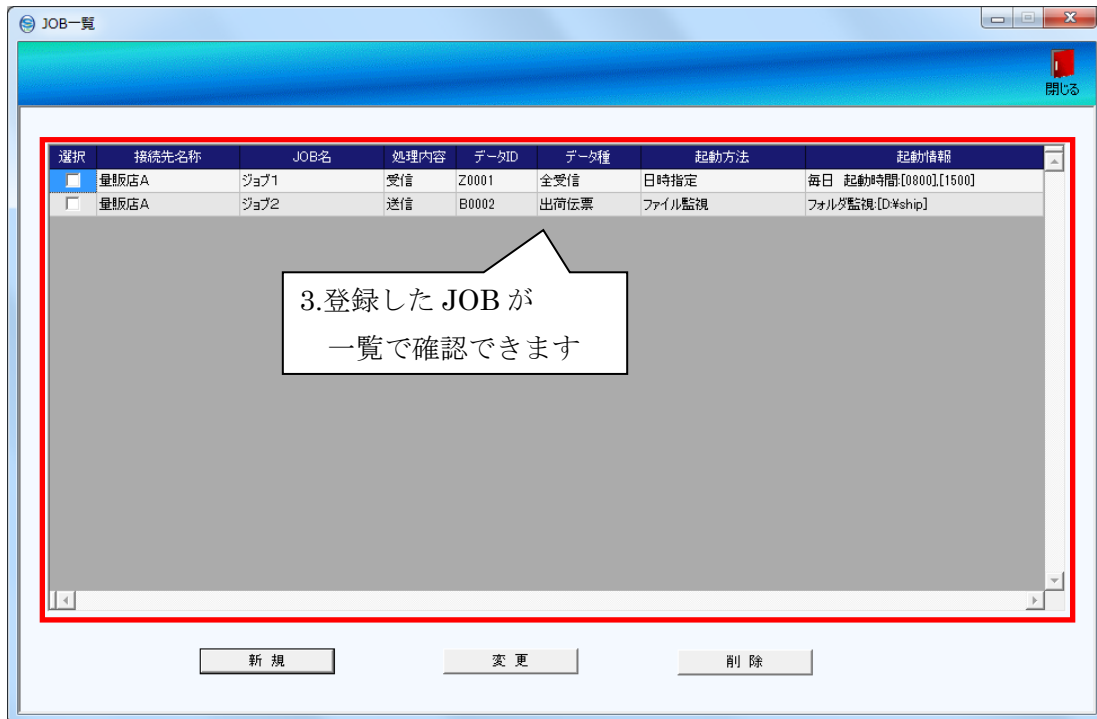 JOB一覧
閉じる
選択 接続先名称 JOB名 処理内容 データID データ種 起動方法 起動情報
量販店A ジョブ1 受信 Z0001 全受信 日時指定 毎日 起動時間:[0800],[1500]
量販店A ジョブ2 送信 B0002 出荷伝票 ファイル監視 フォルダ監視:[D:¥ship]
3.登録した JOB が
一覧で確認できます
新 規 変 更 削 除